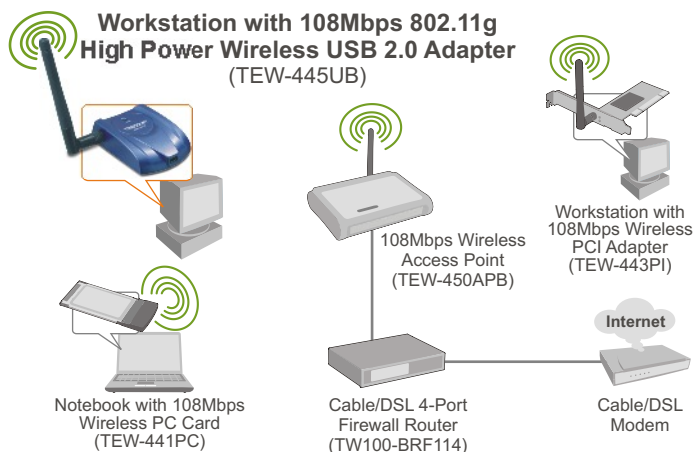 Workstation with 108Mbps 802.11g
High Power Wireless USB 2.0 Adapter
(TEW-445UB)
108Mbps Wireless
Access Point
(TEW-450APB)
Workstation with
108Mbps Wireless
PCI Adapter
(TEW-443PI)
Internet
Notebook with 108Mbps
Wireless PC Card
(TEW-441PC)
Cable/DSL 4-Port
Firewall Router
(TW100-BRF114)
Cable/DSL
Modem